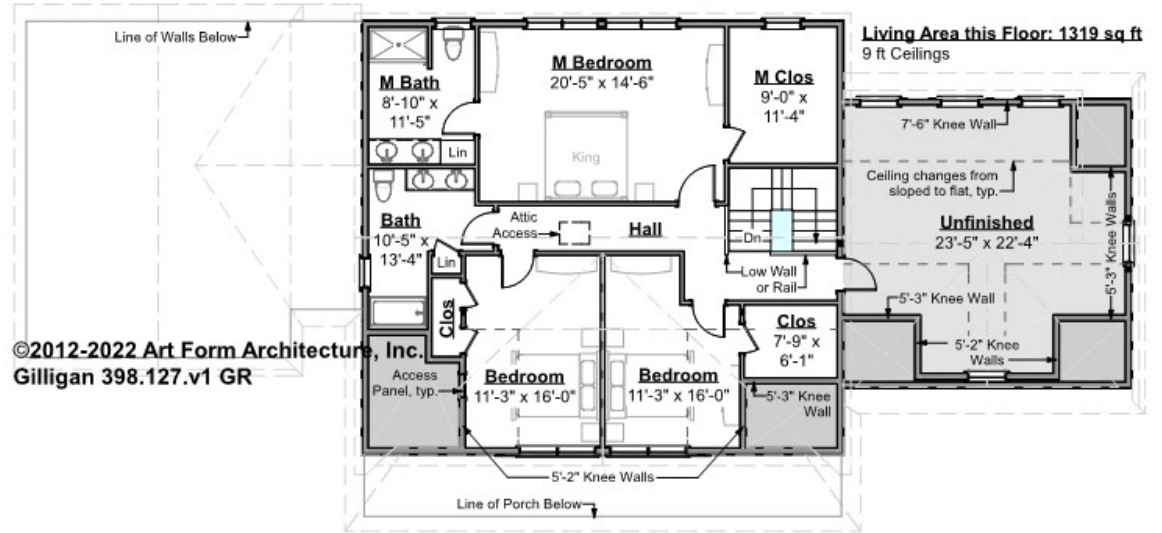 Line of Walls Below
Living Area this Floor: 1319 sq ft
9 ft Ceilings
M Bath
8'-10" x
11'-5"
Lin
M Bedroom
20'-5" x 14'-6"
King
M Clos
9'-0" x
11'-4"
7'-6" Knee Wall
Ceiling changes from
sloped to flat, typ.
Unfinished
23'-5" x 22'-4"
5'-3" Knee Walls
Bath
10'-5" x
13'-4"
Lin
Attic
Access
Hall
Dn
Low Wall
or Rail
5'-3" Knee Wall
5'-2" Knee
Walls
Clos
Clos
7'-9" x
6'-1"
©2012-2022 Art Form Architecture, Inc.
Gilligan 398.127.v1 GR
Access
Panel, typ.
Bedroom
11'-3" x 16'-0"
Bedroom
11'-3" x 16'-0"
5'-3" Knee
Wall
5'-2" Knee Walls
Line of Porch Below